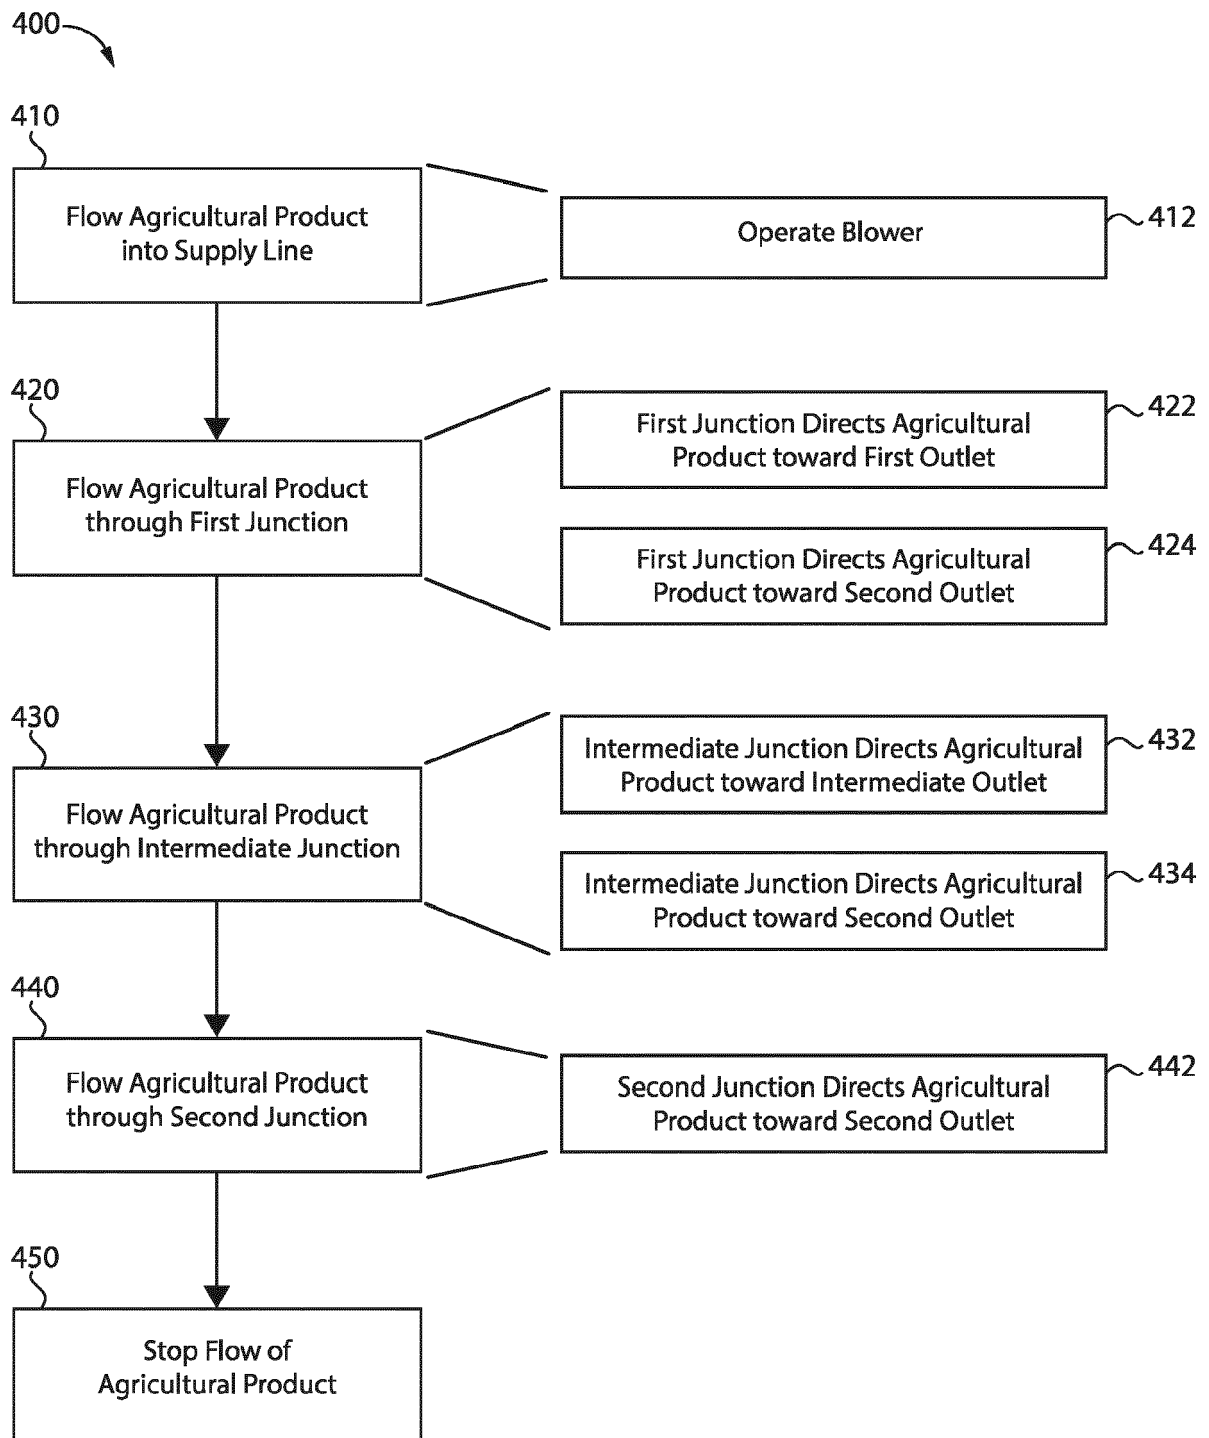 400
410
Flow Agricultural Product
into Supply Line
Operate Blower
412
420
Flow Agricultural Product
through First Junction
First Junction Directs Agricultural
Product toward First Outlet
422
First Junction Directs Agricultural
Product toward Second Outlet
424
430
Flow Agricultural Product
through Intermediate Junction
Intermediate Junction Directs Agricultural
Product toward Intermediate Outlet
432
Intermediate Junction Directs Agricultural
Product toward Second Outlet
434
440
Flow Agricultural Product
through Second Junction
Second Junction Directs Agricultural
Product toward Second Outlet
442
450
Stop Flow of
Agricultural Product